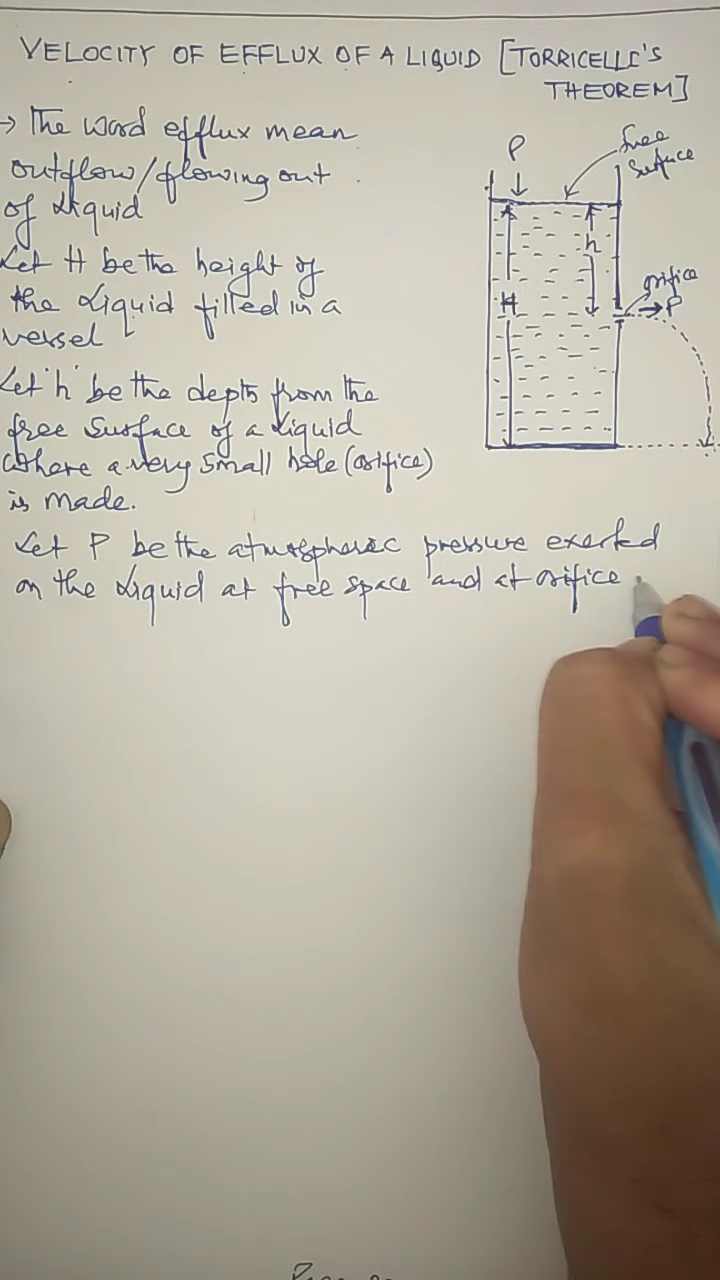 VELOCITY OF EFFLUX OF A LIQUID [TORRICELLI'S
THEOREM]
→ The word efflux mean
outflow/flowing out
of Liquid
Let H be the height of
the Liquid filled in a
vessel
Let 'h' be the depth from the
free surface of a Liquid
where a very small hole (orifice)
is made.
Let P be the atmospheric pressure exerted
on the Liquid at free space and at orifice
P
free
surface
h
H
orifice
P